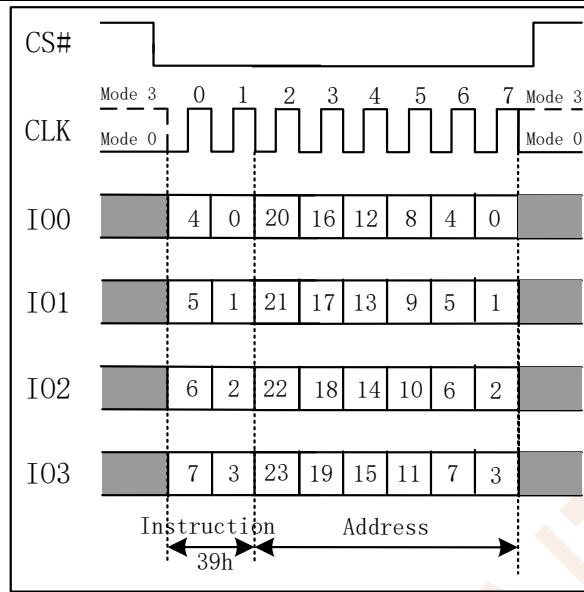 CS#
Mode 3 0 1 2 3 4 5 6 7 Mode 3
CLK
Mode 0 Mode 0
IO0 4 0 20 16 12 8 4 0
IO1 5 1 21 17 13 9 5 1
IO2 6 2 22 18 14 10 6 2
IO3 7 3 23 19 15 11 7 3
Instruction Address
39h